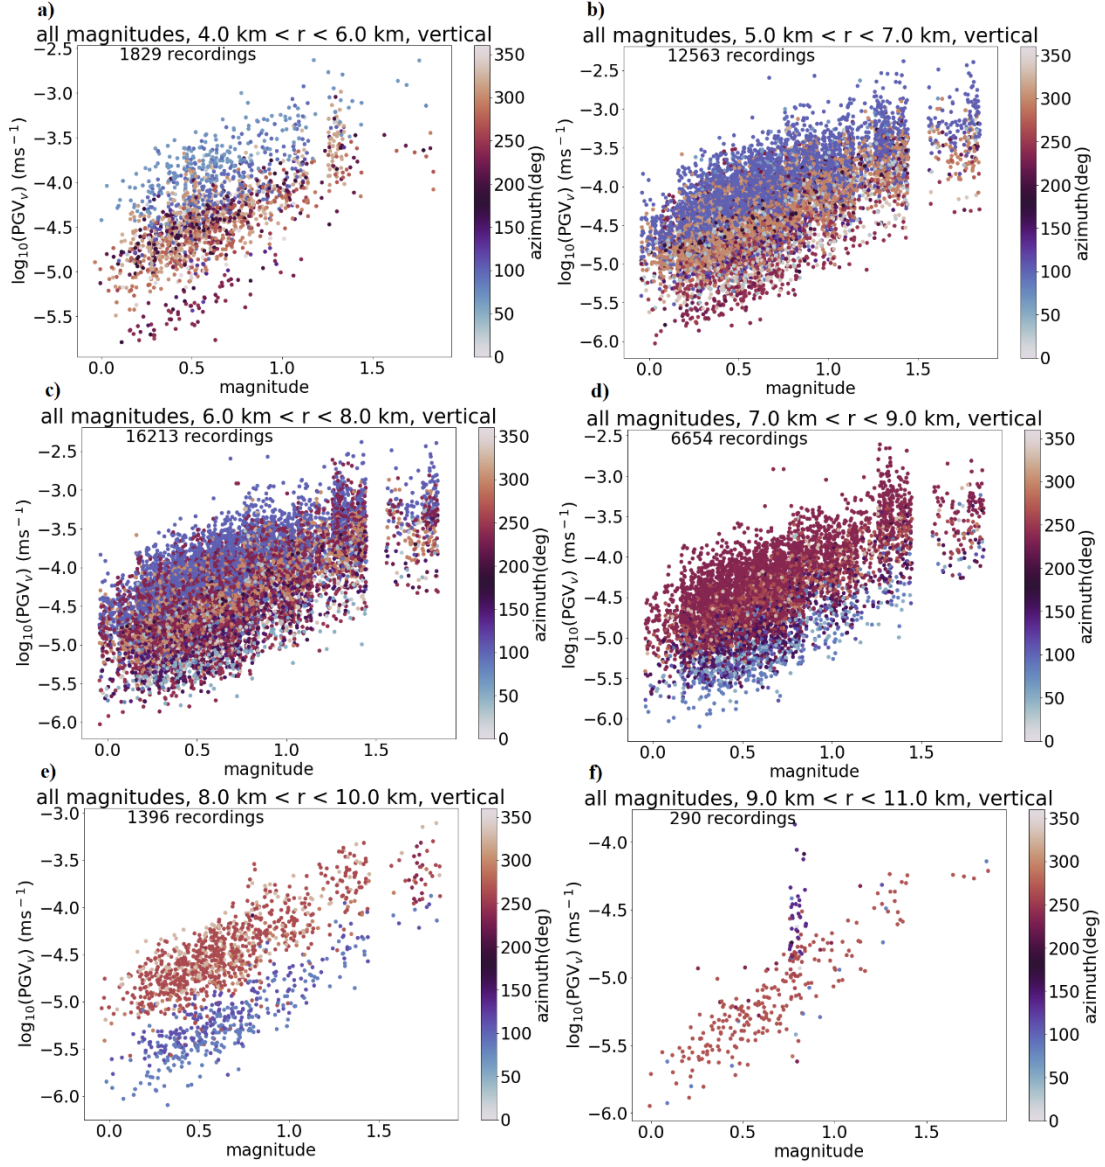 a)
all magnitudes, 4.0 km < r < 6.0 km, vertical
1829 recordings
−2.5
−3.0
−3.5
−4.0
−4.5
−5.0
−5.5
log₁₀(PGVᵥ) (ms⁻¹)
0.0 0.5 1.0 1.5
magnitude
350
300
250
200
150
100
50
0
azimuth(deg)
b)
all magnitudes, 5.0 km < r < 7.0 km, vertical
12563 recordings
−2.5
−3.0
−3.5
−4.0
−4.5
−5.0
−5.5
−6.0
log₁₀(PGVᵥ) (ms⁻¹)
0.0 0.5 1.0 1.5
magnitude
350
300
250
200
150
100
50
0
azimuth(deg)
c)
all magnitudes, 6.0 km < r < 8.0 km, vertical
16213 recordings
−2.5
−3.0
−3.5
−4.0
−4.5
−5.0
−5.5
−6.0
log₁₀(PGVᵥ) (ms⁻¹)
0.0 0.5 1.0 1.5
magnitude
350
300
250
200
150
100
50
0
azimuth(deg)
d)
all magnitudes, 7.0 km < r < 9.0 km, vertical
6654 recordings
−2.5
−3.0
−3.5
−4.0
−4.5
−5.0
−5.5
−6.0
log₁₀(PGVᵥ) (ms⁻¹)
0.0 0.5 1.0 1.5
magnitude
350
300
250
200
150
100
50
0
azimuth(deg)
e)
all magnitudes, 8.0 km < r < 10.0 km, vertical
1396 recordings
−3.0
−3.5
−4.0
−4.5
−5.0
−5.5
−6.0
log₁₀(PGVᵥ) (ms⁻¹)
0.0 0.5 1.0 1.5
magnitude
350
300
250
200
150
100
50
0
azimuth(deg)
f)
all magnitudes, 9.0 km < r < 11.0 km, vertical
290 recordings
−4.0
−4.5
−5.0
−5.5
−6.0
log₁₀(PGVᵥ) (ms⁻¹)
0.0 0.5 1.0 1.5
magnitude
350
300
250
200
150
100
50
0
azimuth(deg)